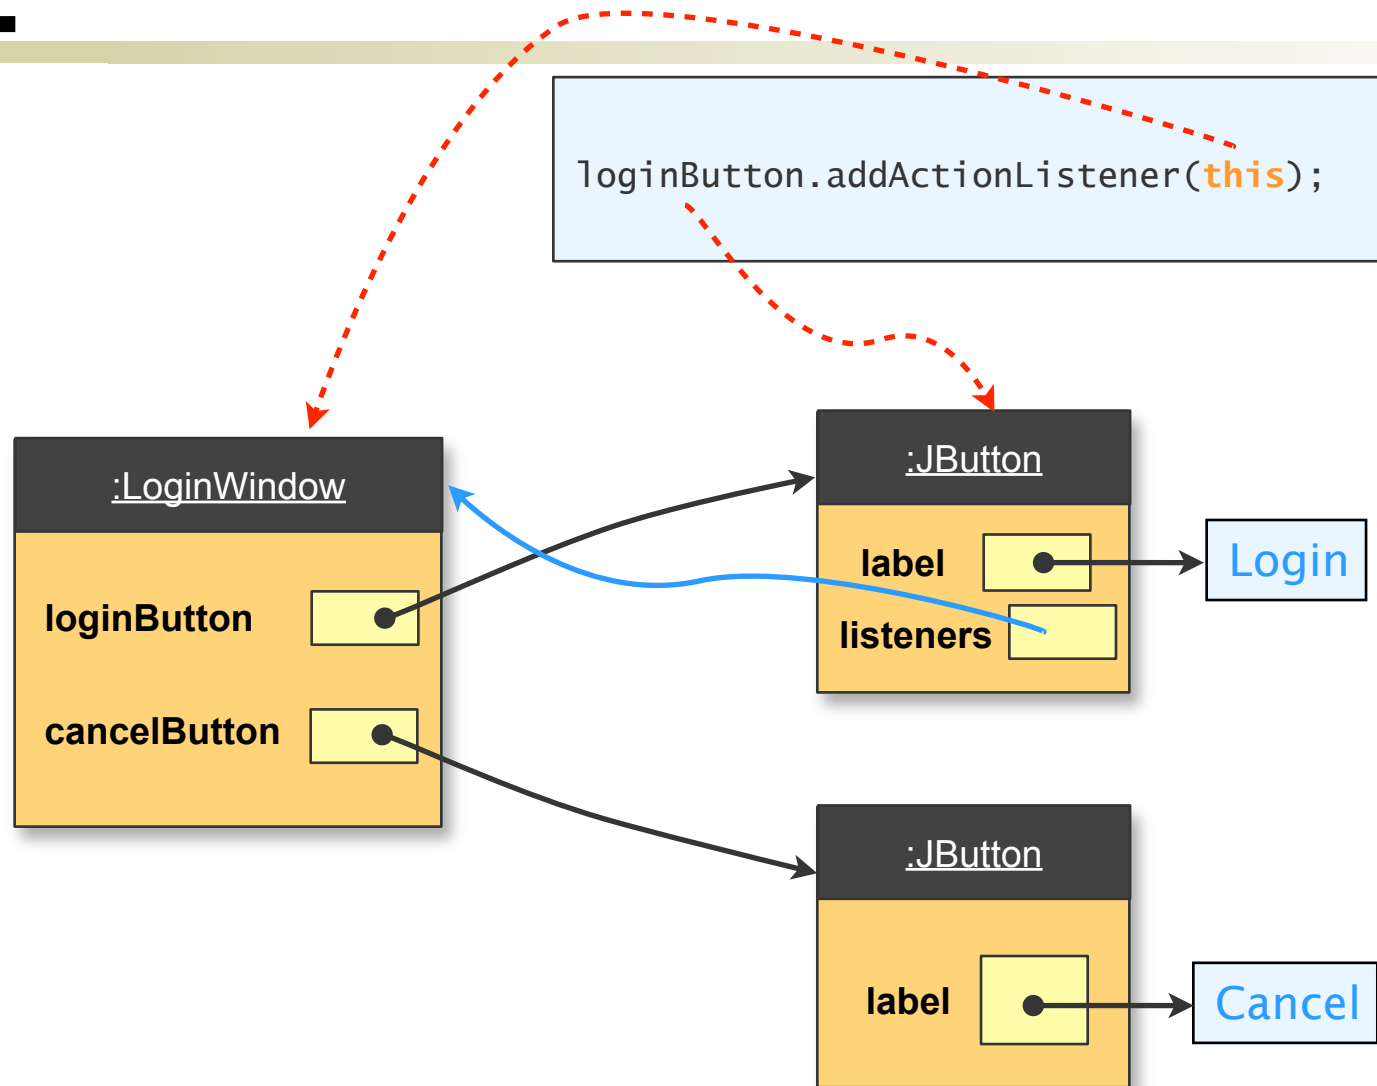 loginButton.addActionListener(this);
:LoginWindow
loginButton
cancelButton
:JButton
label
Login
listeners
:JButton
label
Cancel